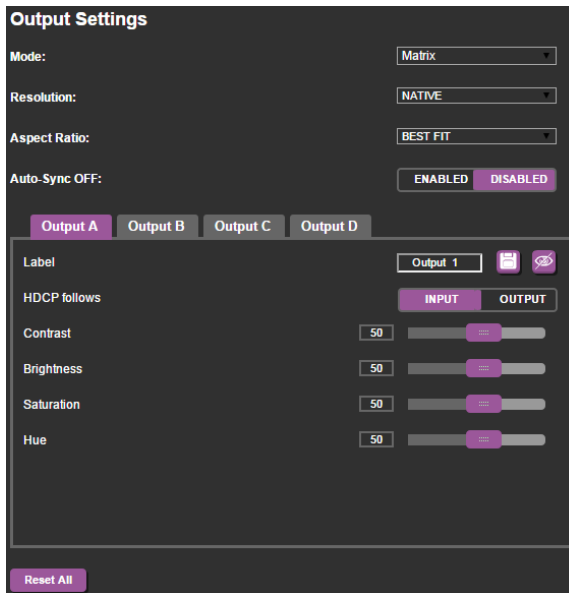 Output Settings
Mode: Matrix
Resolution: NATIVE
Aspect Ratio: BEST FIT
Auto-Sync OFF: ENABLED DISABLED
Output A Output B Output C Output D
Label Output 1
HDCP follows INPUT OUTPUT
Contrast 50
Brightness 50
Saturation 50
Hue 50
Reset All